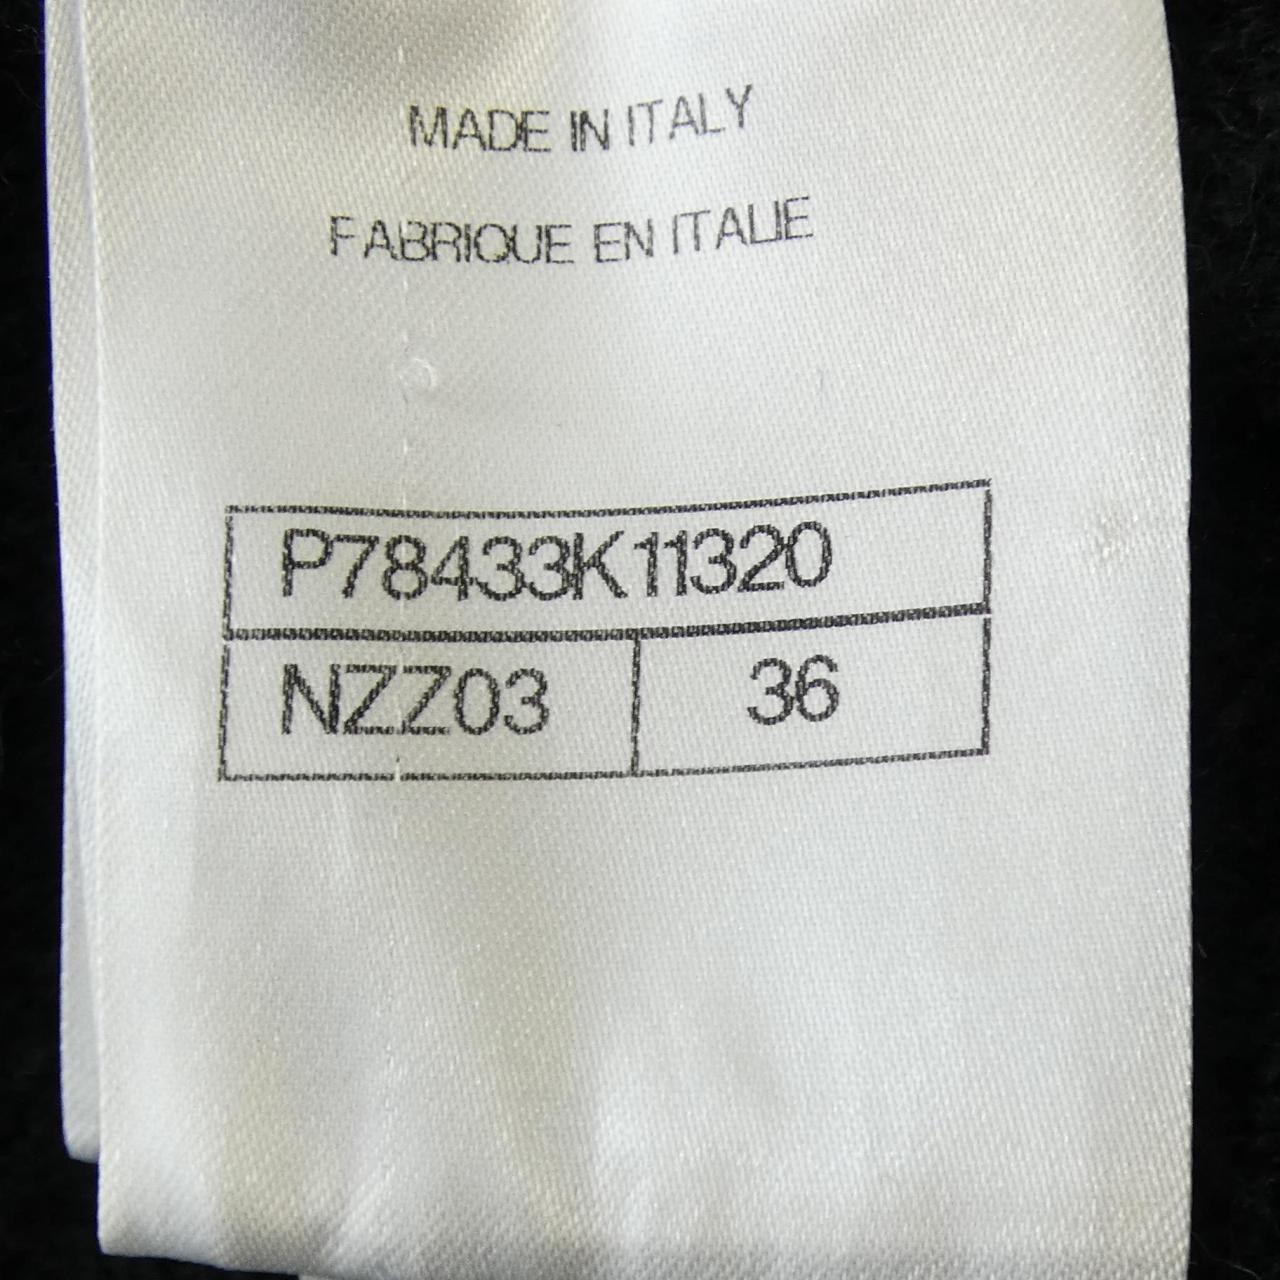 MADE IN ITALY
FABRIQUE EN ITALIE
P78433K11320
NZZ03 36